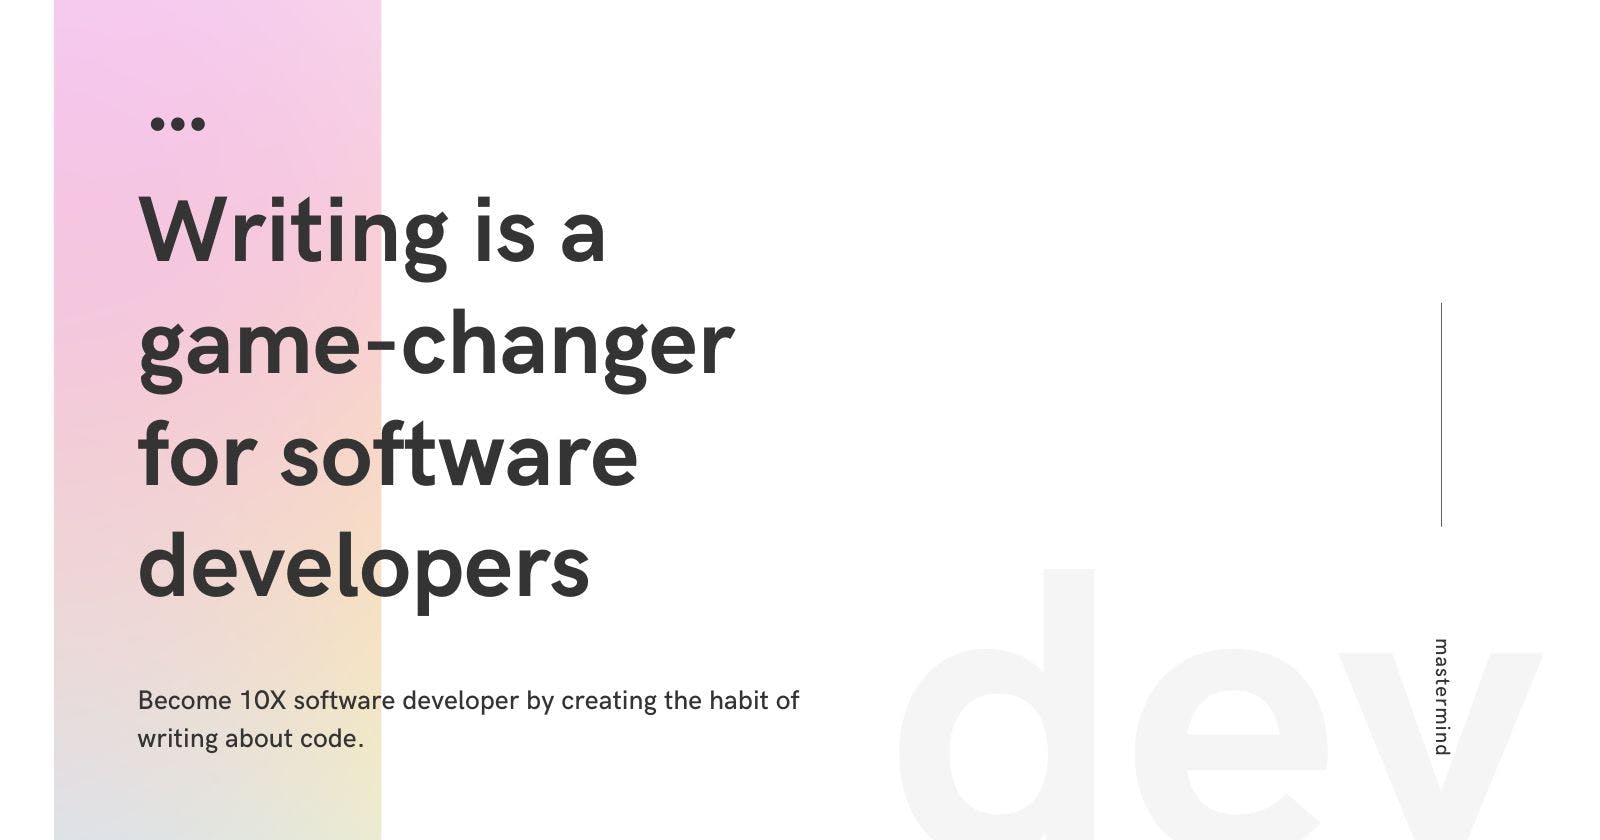 Writing is a
game-changer
for software
developers
Become 10X software developer by creating the habit of
writing about code.
dev
mastermind